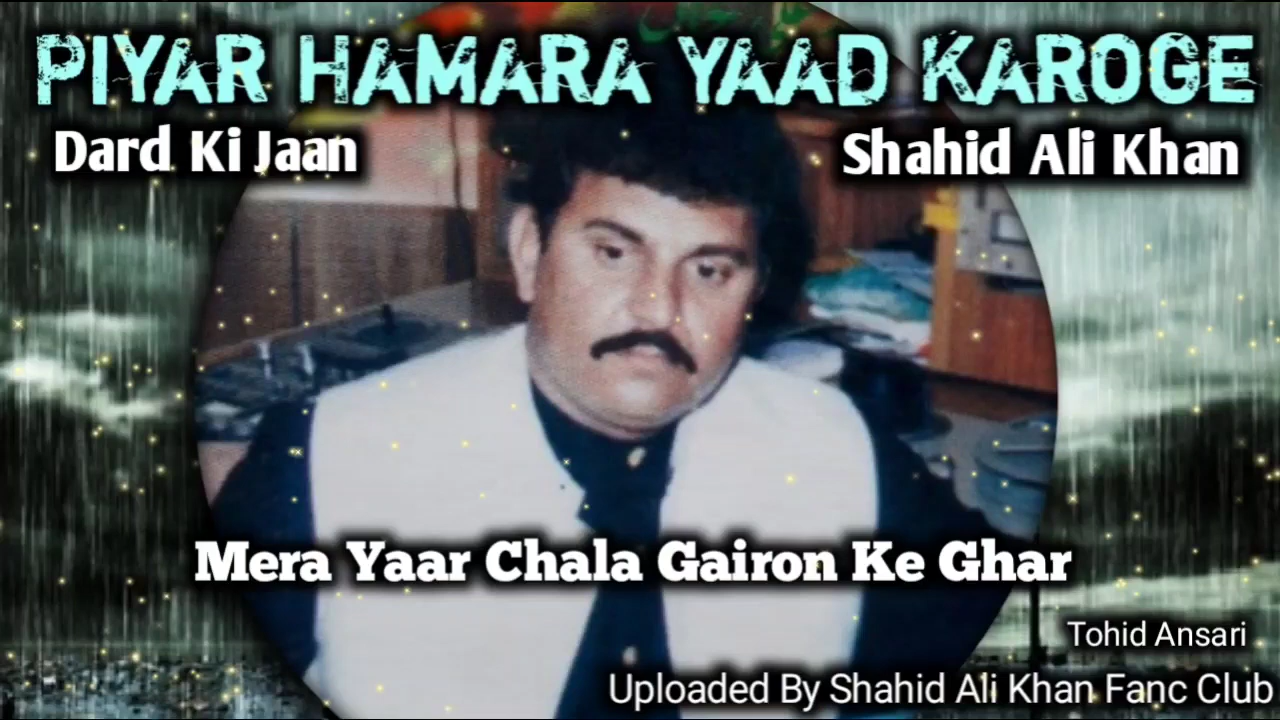 PIYAR HAMARA YAAD KAROGE
Dard Ki Jaan
Shahid Ali Khan
Mera Yaar Chala Gairon Ke Ghar
Tohid Ansari
Uploaded By Shahid Ali Khan Fanc Club